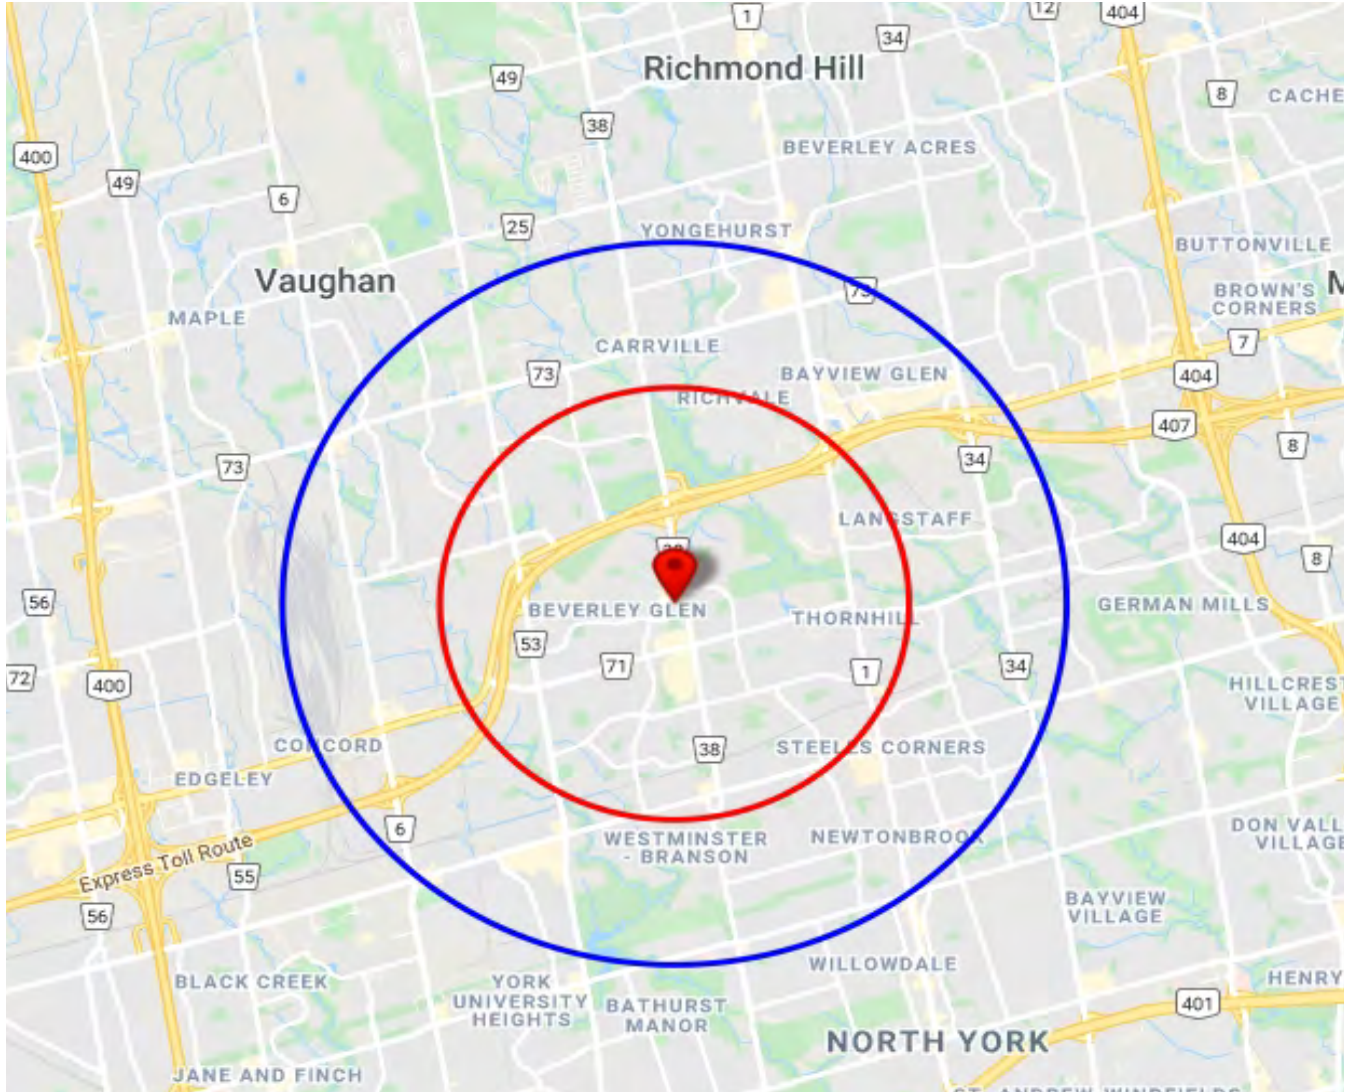 1
12
404
34
Richmond Hill
49
8
CACHE
38
400
BEVERLEY ACRES
49
6
25
YONGEHURST
BUTTONVILLE
Vaughan
73
BROWN'S
CORNERS
M
MAPLE
CARRVILLE
7
73
BAYVIEW GLEN
404
RICHVALE
407
73
34
8
LANGSTAFF
404
38
8
56
BEVERLEY GLEN
THORNHILL
GERMAN MILLS
53
71
1
34
72
400
HILLCREST
VILLAGE
CONCORD
38
STEELES CORNERS
EDGELEY
6
WESTMINSTER
- BRANSON
NEWTONBROOK
DON VALL
VILLAGE
Express Toll Route
55
56
BAYVIEW
VILLAGE
WILLOWDALE
BLACK CREEK
YORK
UNIVERSITY
HEIGHTS
BATHURST
MANOR
HENRY
401
NORTH YORK
JANE AND FINCH
ST. ANDREW-WINDFIELDS